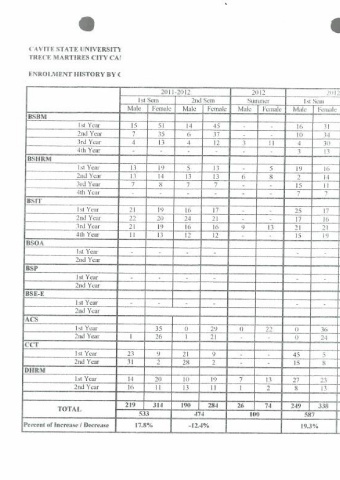 CAVITE STATE UNIVERSITY
TRECE MARTIRES CITY CA
ENROLMENT HISTORY BY C
2011-2012 2012 2012
1st Sem 2nd Sem Summer 1st Sem
Male Female Male Female Male Female Male Female
BSBM
1st Year 15 51 14 45 - - 16 31
2nd Year 7 35 6 37 - - 10 34
3rd Year 4 13 4 12 3 11 4 30
4th Year - - - - - - 3 13
BSHRM
1st Year 13 19 5 13 - 5 19 16
2nd Year 13 14 13 13 6 8 2 14
3rd Year 7 8 7 7 - - 15 11
4th Year - - - - - - 7 7
BSIT
1st Year 21 19 16 17 - - 25 17
2nd Year 22 20 24 21 - - 17 16
3rd Year 21 19 16 16 9 13 21 21
4th Year 11 13 12 12 - - 15 19
BSOA
1st Year - - - - - - - -
2nd Year
BSP
1st Year - - - - - - - -
2nd Year
BSE-E
1st Year - - - - - - - -
2nd Year
ACS
1st Year 35 0 29 0 22 0 36
2nd Year 1 26 1 21 - - 0 24
CCT
1st Year 23 9 21 9 - - 45 5
2nd Year 31 2 28 2 - - 15 8
DHRM
1st Year 14 20 10 19 7 13 27 23
2nd Year 16 11 13 11 1 2 8 13
TOTAL 219 314 190 284 26 74 249 338
533 474 100 587
Percent of Increase / Decrease 17.8% -12.4% 19.3%